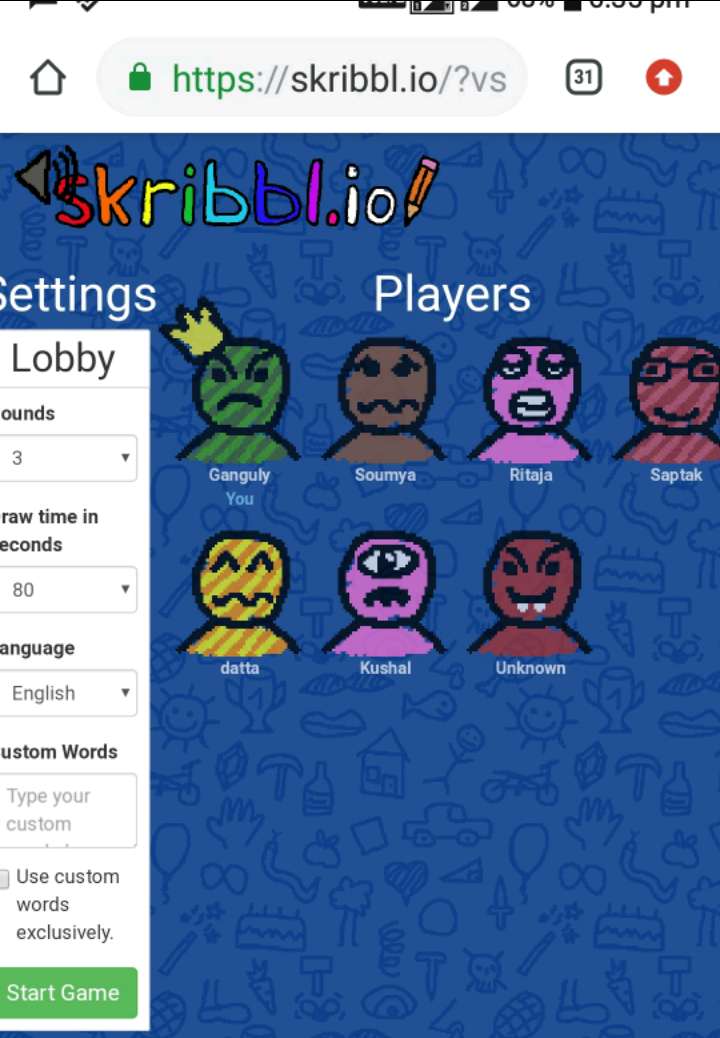 https://skribbl.io/?vs
31
skribbl.io
Settings
Players
Lobby
ounds
3
raw time in
econds
80
anguage
English
ustom Words
Type your
custom
Use custom
words
exclusively.
Start Game
Ganguly
You
Soumya
Ritaja
Saptak
datta
Kushal
Unknown